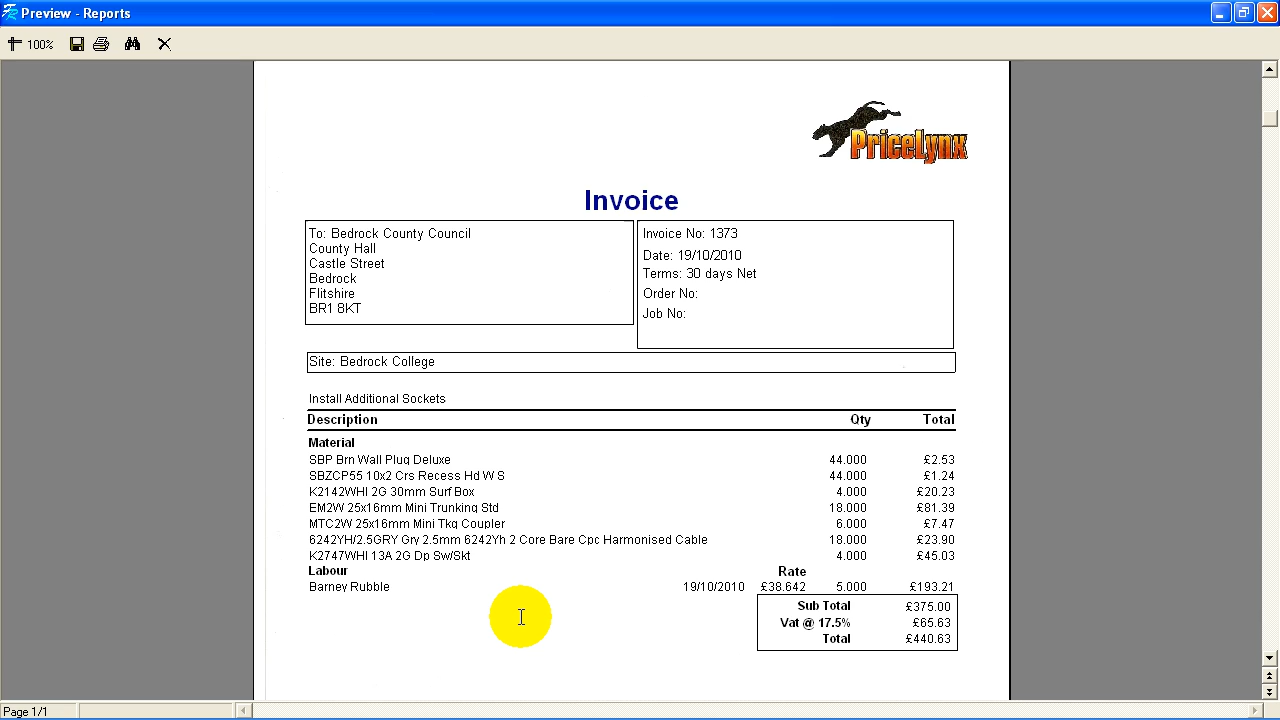 Preview - Reports
100%
PriceLynx
Invoice
To: Bedrock County Council
County Hall
Castle Street
Bedrock
Flitshire
BR1 8KT
Invoice No: 1373
Date: 19/10/2010
Terms: 30 days Net
Order No:
Job No:
Site: Bedrock College
Install Additional Sockets
Description Qty Total
Material
SBP Brn Wall Plug Deluxe 44.000 £2.53
SBZCP55 10x2 Crs Recess Hd W S 44.000 £1.24
K2142WHI 2G 30mm Surf Box 4.000 £20.23
EM2W 25x16mm Mini Trunking Std 18.000 £81.39
MTC2W 25x16mm Mini Tkg Coupler 6.000 £7.47
6242YH/2.5GRY Gry 2.5mm 6242Yh 2 Core Bare Cpc Harmonised Cable 18.000 £23.90
K2747WHI 13A 2G Dp Sw/Skt 4.000 £45.03
Labour Rate
Barney Rubble 19/10/2010 £38.642 5.000 £193.21
Sub Total £375.00
Vat @ 17.5% £65.63
Total £440.63
Page 1/1